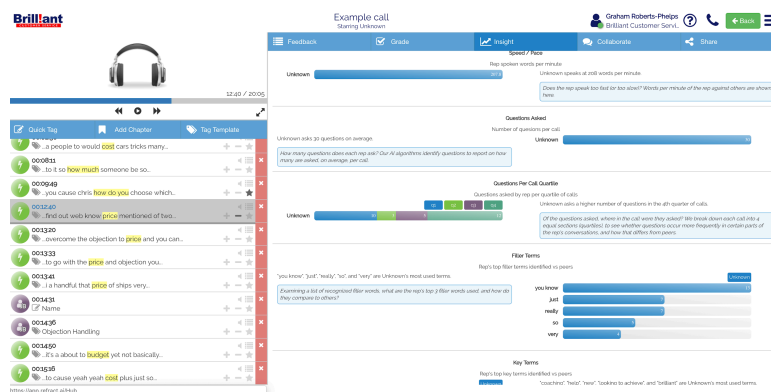 Brilliant
CUSTOMER SERVICE
Example call
Starring Unknown
Graham Roberts-Phelps
Brilliant Customer Servi...
Back
12:40 / 20:05
Quick Tag
Add Chapter
Tag Template
...a people to would cost cars tricks many...
00:08:11
...to it so how much someone be so...
00:09:49
...you cause chris how do you choose which...
00:12:40
...find out web know price mentioned of two...
00:13:20
...overcome the objection to price and you can...
00:13:33
...to go with the price and objection you...
00:13:41
...i a handful that price of ships very...
00:14:31
Name
00:14:36
Objection Handling
00:14:50
...it's a about to budget yet not basically...
00:15:16
...to cause yeah yeah cost plus just so...
https://app.refract.ai/Hub
Feedback
Grade
Insight
Collaborate
Share
Speed / Pace
Rep spoken words per minute
Unknown
Unknown speaks at 208 words per minute.
Does the rep speak too fast (or too slow)? Words per minute of the rep against others are shown
here.
Questions Asked
Number of questions per call
Unknown asks 30 questions on average.
Unknown
30
How many questions does each rep ask? Our AI algorithms identify questions to report on how
many are asked, on average, per call.
Questions Per Call Quartile
Questions asked by rep per quartile of calls
Q1 Q2 Q3 Q4
Unknown asks a higher number of questions in the 4th quarter of calls.
Unknown
Of the questions asked, where in the call were they asked? We break down each call into 4
equal sections (quartiles), to see whether questions occur more frequently in certain parts of
the rep's conversations, and how that differs from peers.
Filler Terms
Rep's top filler terms identified vs peers
"you know", "just", "really", "so", and "very" are Unknown's most used terms.
Unknown
Examining a list of recognized filler words, what are the rep's top 3 filler words used, and how do
they compare to others?
you know
just
really
so
very
Key Terms
Rep's top key terms identified vs peers
Unknown
"coaching", "help", "new", "looking to achieve", and "brilliant" are Unknown's most used terms.